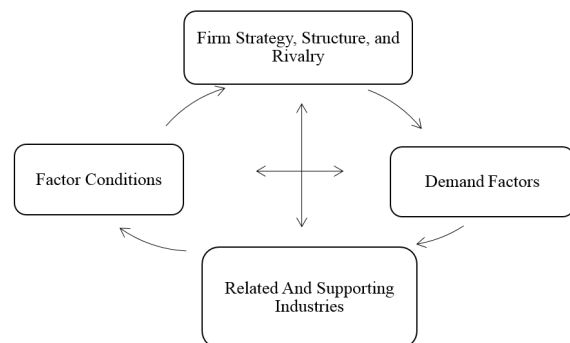 Firm Strategy, Structure, and
Rivalry
Factor Conditions
Demand Factors
Related And Supporting
Industries